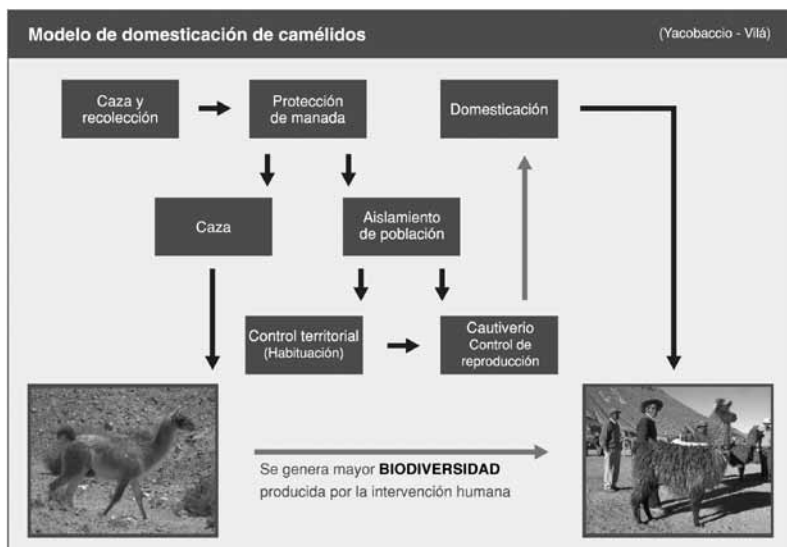 Modelo de domesticación de camélidos
(Yacobaccio - Vilá)
Caza y
recolección
Protección
de manada
Domesticación
Caza
Aislamiento
de población
Control territorial
(Habituación)
Cautiverio
Control de
reproducción
Se genera mayor BIODIVERSIDAD
producida por la intervención humana